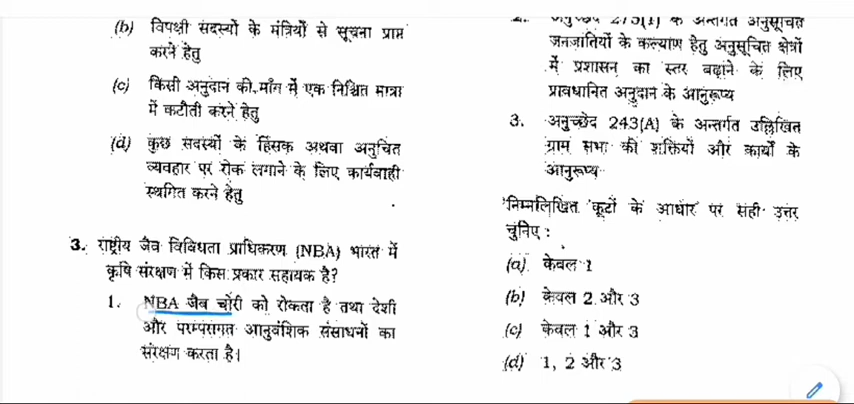 (b) विपक्षी सदस्यों के मंत्रियों से सूचना प्राप्त
करने हेतु
(c) किसी अनुदान की माँग में एक निश्चित मात्रा
में कटौती करने हेतु
(d) कुछ सदस्यों के हिंसक अथवा अनुचित
व्यवहार पर रोक लगाने के लिए कार्यवाही
स्थगित करने हेतु
3. राष्ट्रीय जैव विविधता प्राधिकरण (NBA) भारत में
कृषि संरक्षण में किस प्रकार सहायक है?
1. NBA जैव चोरी को रोकता है तथा देशी
और परम्परागत आनुवंशिक संसाधनों का
संरक्षण करता है।
2. अनुच्छेद 275(1) के अन्तर्गत अनुसूचित
जनजातियों के कल्याण हेतु अनुसूचित क्षेत्रों
में प्रशासन का स्तर बढ़ाने के लिए
प्रावधानित अनुदान के आनुरूप्य
3. अनुच्छेद 243(A) के अन्तर्गत उल्लिखित
ग्राम सभा की शक्तियों और कार्यों के
आनुरूप्य
निम्नलिखित कूटों के आधार पर सही उत्तर
चुनिए :
(a) केवल 1
(b) केवल 2 और 3
(c) केवल 1 और 3
(d) 1, 2 और 3